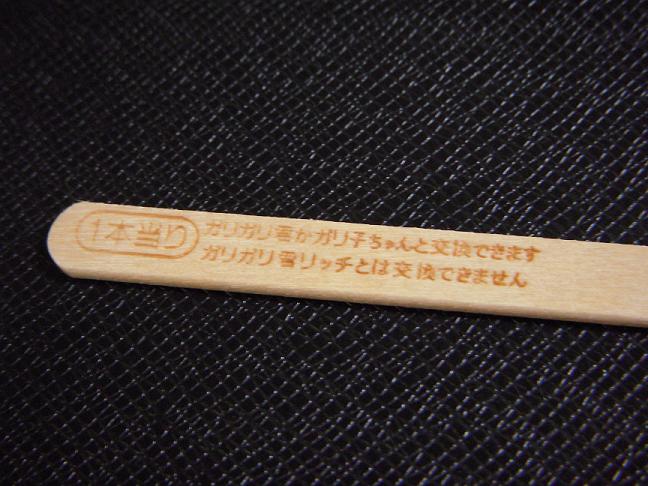 1本当り
ガリガリ君かガリ子ちゃんと交換できます
ガリガリ君リッチとは交換できません